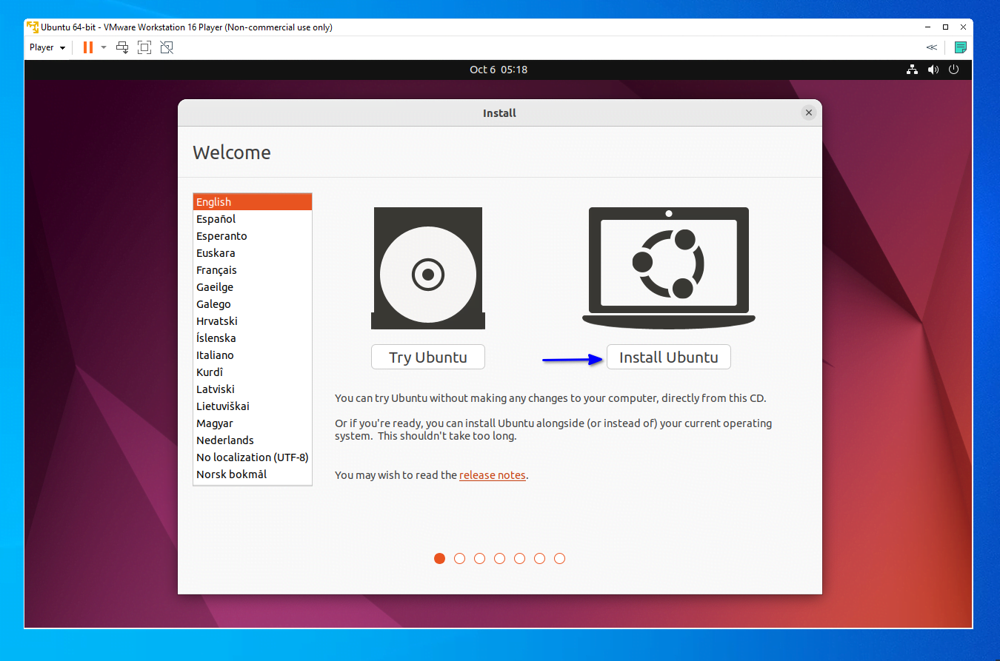 Ubuntu 64-bit - VMware Workstation 16 Player (Non-commercial use only)
Player
Oct 6 05:18
Install
Welcome
English
Español
Esperanto
Euskara
Français
Gaeilge
Galego
Hrvatski
Íslenska
Italiano
Kurdî
Latviski
Lietuviškai
Magyar
Nederlands
No localization (UTF-8)
Norsk bokmål
Try Ubuntu
Install Ubuntu
You can try Ubuntu without making any changes to your computer, directly from this CD.
Or if you're ready, you can install Ubuntu alongside (or instead of) your current operating
system. This shouldn't take too long.
You may wish to read the release notes.